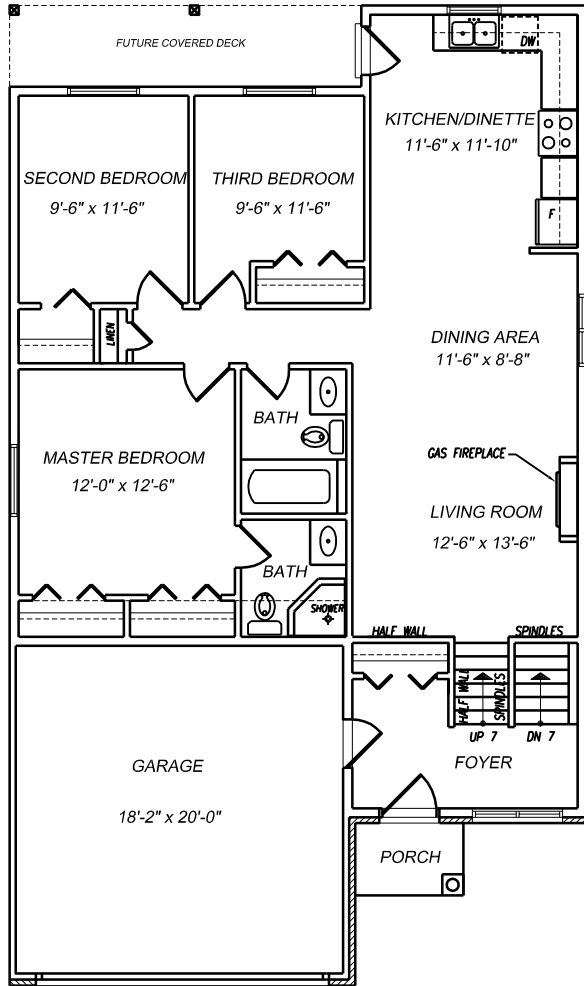 FUTURE COVERED DECK
DW
KITCHEN/DINETTE
11'-6" x 11'-10"
SECOND BEDROOM
9'-6" x 11'-6"
THIRD BEDROOM
9'-6" x 11'-6"
F
LINEN
DINING AREA
11'-6" x 8'-8"
BATH
MASTER BEDROOM
12'-0" x 12'-6"
GAS FIREPLACE
LIVING ROOM
12'-6" x 13'-6"
BATH
SHOWER
HALF WALL
SPINDLES
HALF WALL
SPINDLES
UP 7
DN 7
FOYER
GARAGE
18'-2" x 20'-0"
PORCH